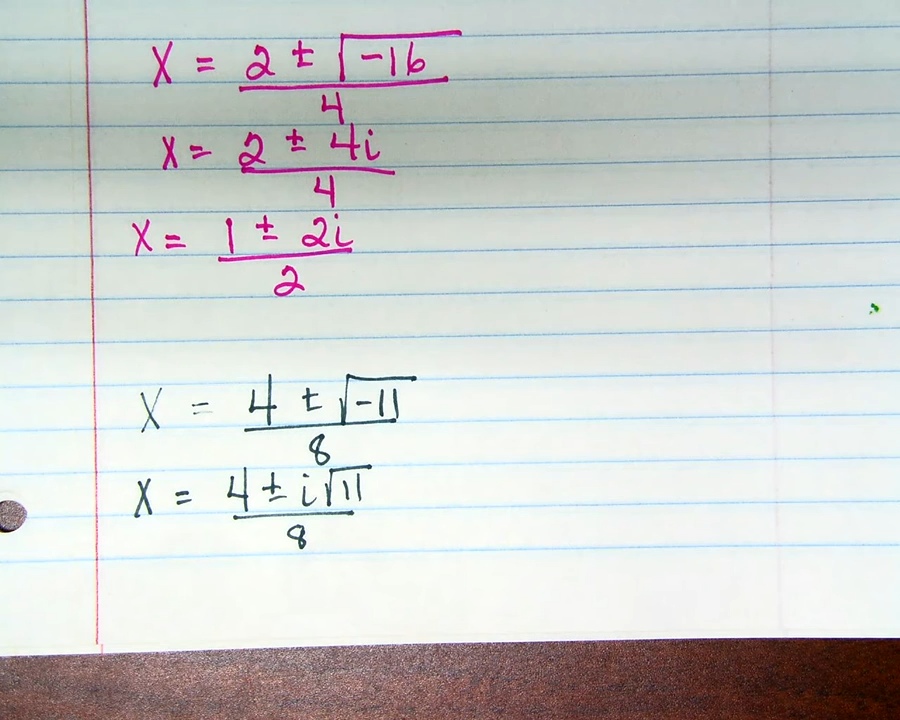 X = 2 ± √-16
4
X = 2 ± 4i
4
X = 1 ± 2i
2
X = 4 ± √-11
8
X = 4 ± i√11
8